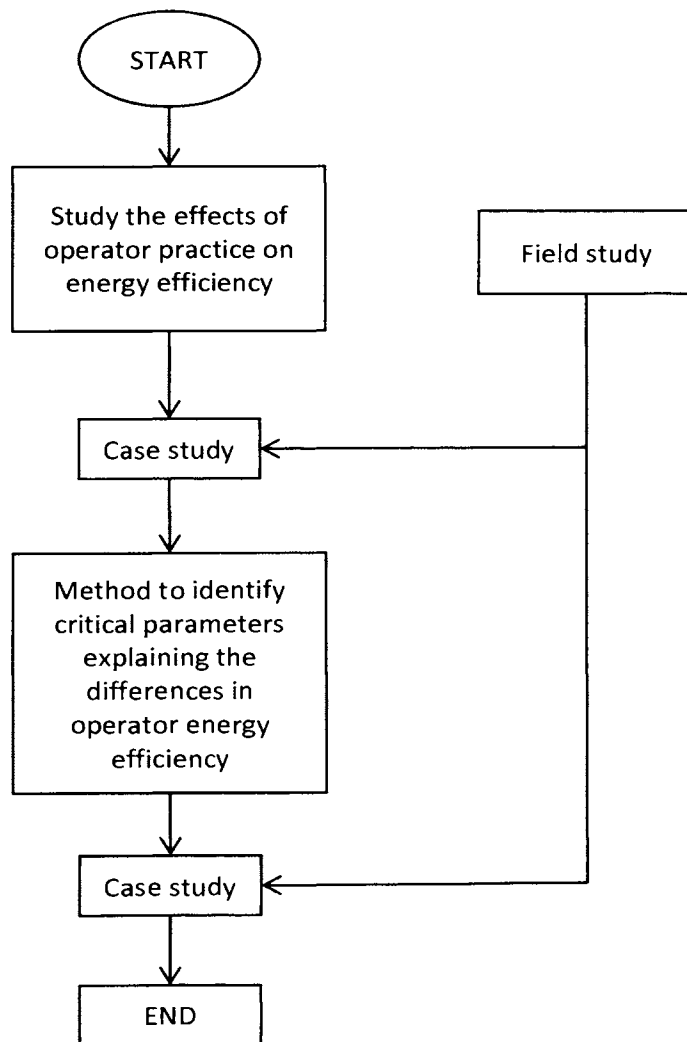 START
Study the effects of
operator practice on
energy efficiency
Field study
Case study
Method to identify
critical parameters
explaining the
differences in
operator energy
efficiency
Case study
END